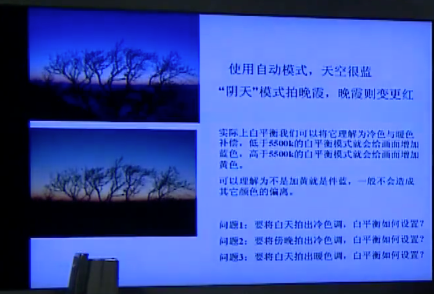 使用自动模式，天空很蓝
“阴天”模式拍晚霞，晚霞则变更红
实际上白平衡我们可以将它理解为冷色与暖色
补偿，低于5500k的白平衡模式就会给画面增加
蓝色，高于5500k的白平衡模式就会给画面增加
黄色。
可以理解为不是加黄就是件蓝，一般不会造成
其它颜色的偏离。
问题1：要将白天拍出冷色调，白平衡如何设置？
问题2：要将傍晚拍出冷色调，白平衡如何设置？
问题3：要将白天拍出暖色调，白平衡如何设置？